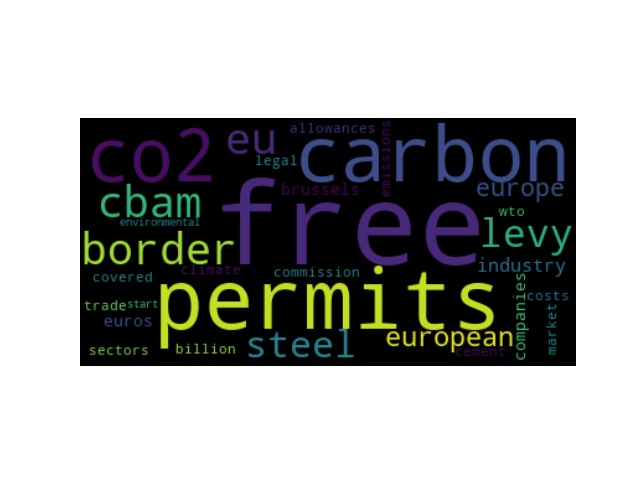 allowances
co2
eu
carbon
legal
emissions
brussels
europe
cbam
free
wto
environmental
levy
border
industry
climate
commission
covered
permits
companies
costs
trade
start
euros
market
steel
european
sectors
billion
cement